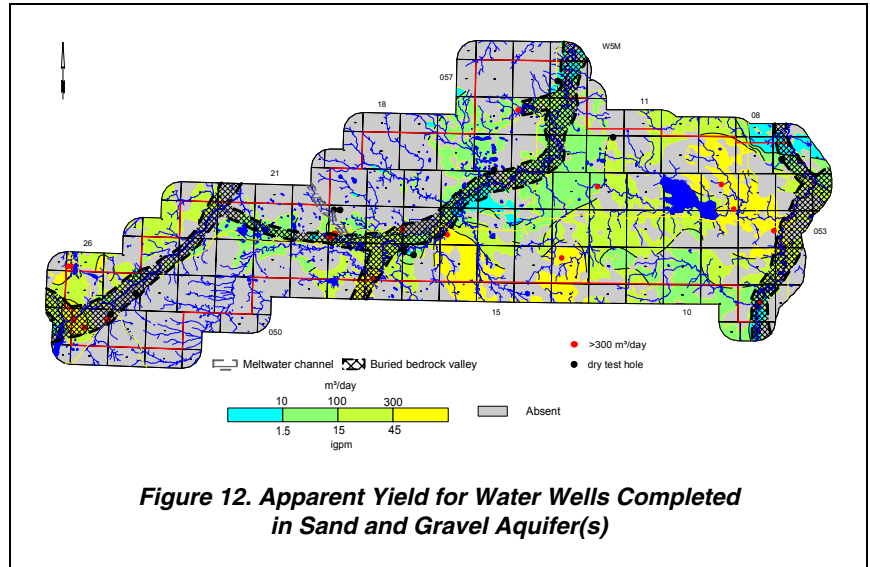 W5M
057
11
18
08
21
053
26
15
10
050
>300 m³/day
Meltwater channel
Buried bedrock valley
dry test hole
m³/day
10 100 300
Absent
1.5 15 45
igpm
Figure 12. Apparent Yield for Water Wells Completed
in Sand and Gravel Aquifer(s)